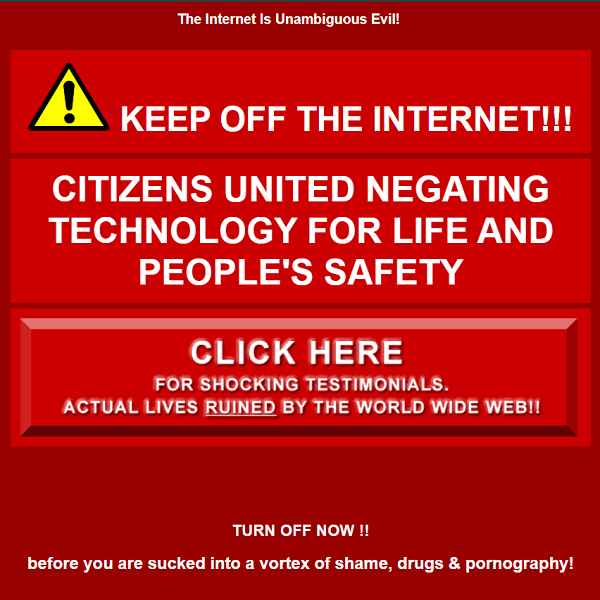 The Internet Is Unambiguous Evil!
KEEP OFF THE INTERNET!!!
CITIZENS UNITED NEGATING
TECHNOLOGY FOR LIFE AND
PEOPLE'S SAFETY
CLICK HERE
FOR SHOCKING TESTIMONIALS.
ACTUAL LIVES RUINED BY THE WORLD WIDE WEB!!
TURN OFF NOW !!
before you are sucked into a vortex of shame, drugs & pornography!